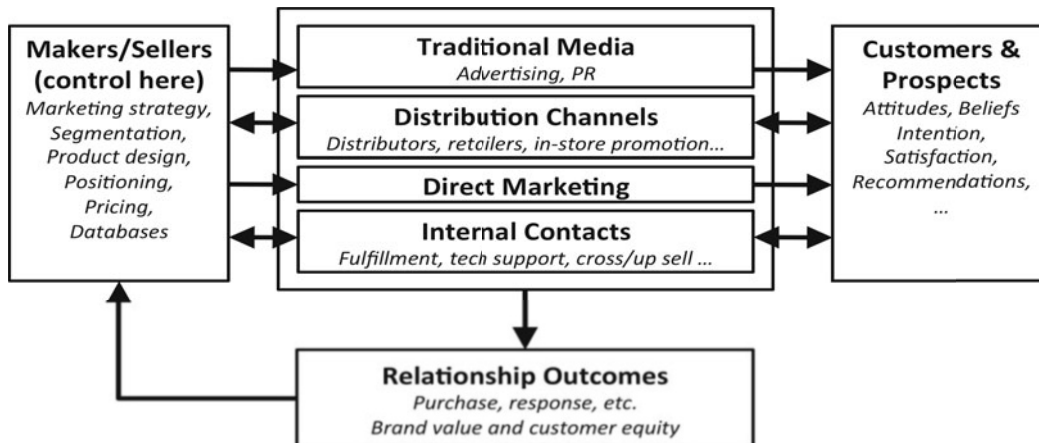 Makers/Sellers
(control here)
Marketing strategy,
Segmentation,
Product design,
Positioning,
Pricing,
Databases
Traditional Media
Advertising, PR
Distribution Channels
Distributors, retcilers, in-store promotion...
Direct Marketing
Internal Contacts
Fulfillment, tech support, cross/up sell ...
Customers &
Prospects
Attitudes, Beliefs
Intention,
Satisfaction,
Recommendations,
...
Relationship Outcomes
Purchase, response, etc.
Brand value and customer equity